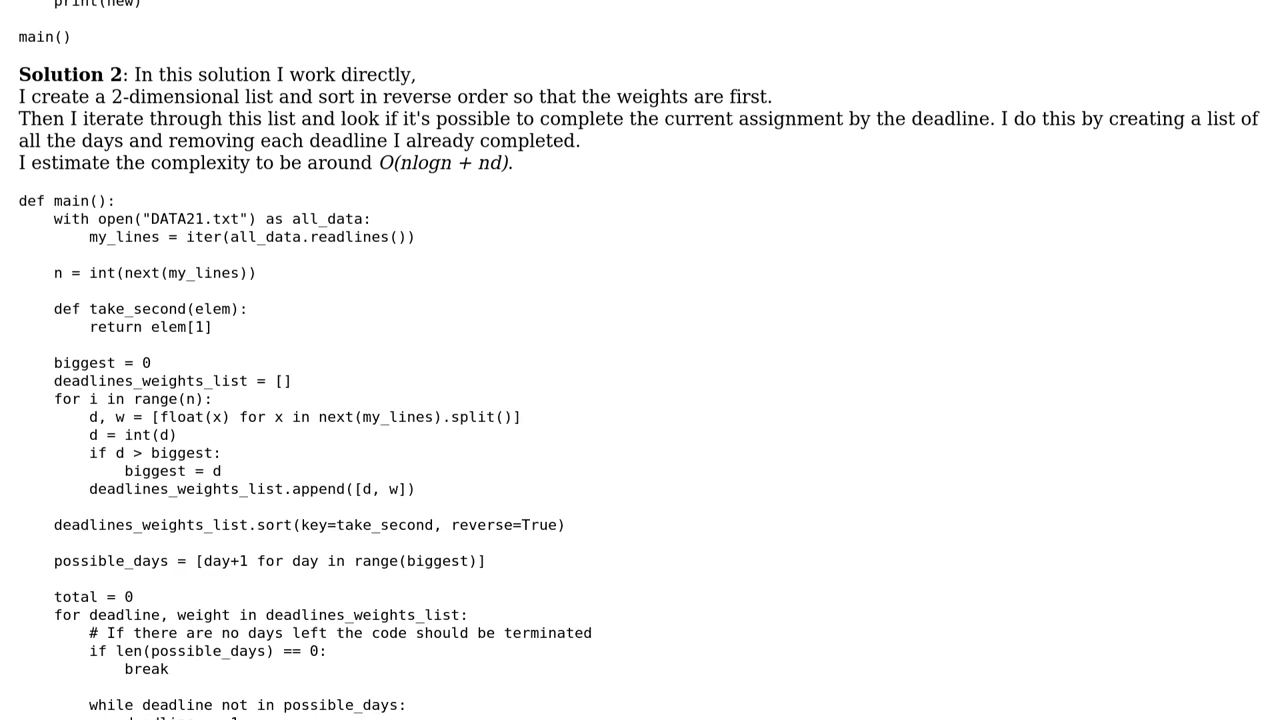 print(new)
main()
Solution 2: In this solution I work directly,
I create a 2-dimensional list and sort in reverse order so that the weights are first.
Then I iterate through this list and look if it's possible to complete the current assignment by the deadline. I do this by creating a list of
all the days and removing each deadline I already completed.
I estimate the complexity to be around O(nlogn + nd).
def main():
    with open("DATA21.txt") as all_data:
        my_lines = iter(all_data.readlines())
    n = int(next(my_lines))
    def take_second(elem):
        return elem[1]
    biggest = 0
    deadlines_weights_list = []
    for i in range(n):
        d, w = [float(x) for x in next(my_lines).split()]
        d = int(d)
        if d > biggest:
            biggest = d
        deadlines_weights_list.append([d, w])
    deadlines_weights_list.sort(key=take_second, reverse=True)
    possible_days = [day+1 for day in range(biggest)]
    total = 0
    for deadline, weight in deadlines_weights_list:
        # If there are no days left the code should be terminated
        if len(possible_days) == 0:
            break
        while deadline not in possible_days: